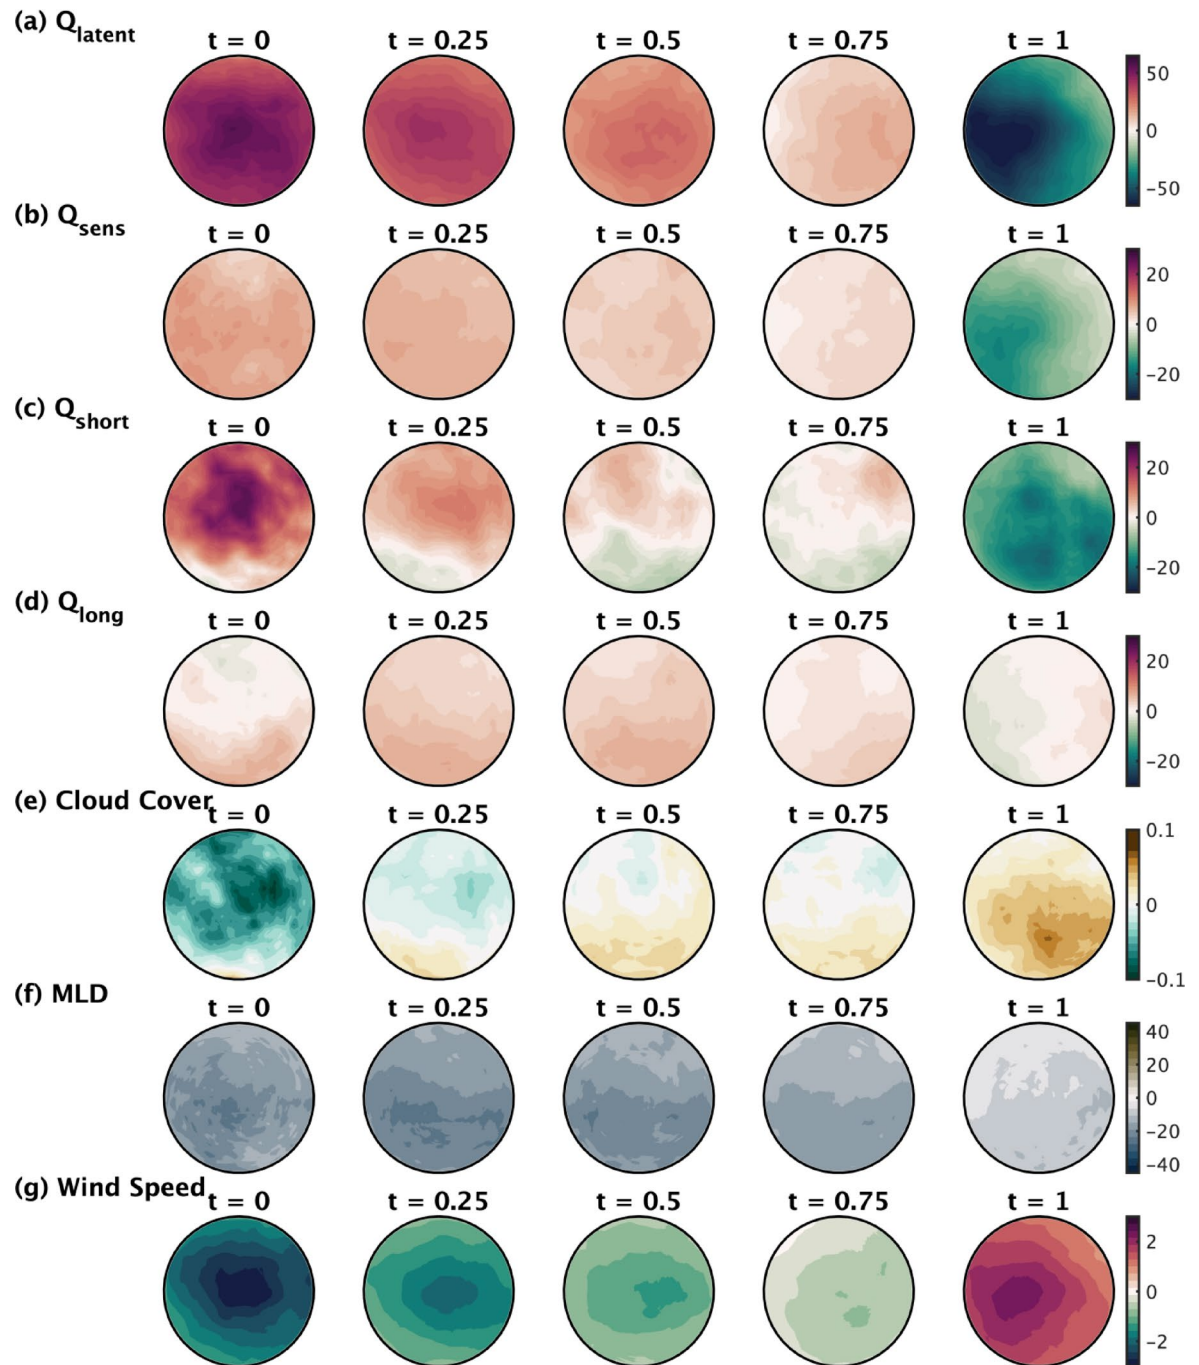 (a) Qlatent
t = 0 t = 0.25 t = 0.5 t = 0.75 t = 1
50
0
−50
(b) Qsens
t = 0 t = 0.25 t = 0.5 t = 0.75 t = 1
20
0
−20
(c) Qshort
t = 0 t = 0.25 t = 0.5 t = 0.75 t = 1
20
0
−20
(d) Qlong
t = 0 t = 0.25 t = 0.5 t = 0.75 t = 1
20
0
−20
(e) Cloud Cover
t = 0 t = 0.25 t = 0.5 t = 0.75 t = 1
0.1
0
−0.1
(f) MLD
t = 0 t = 0.25 t = 0.5 t = 0.75 t = 1
40
20
0
−20
−40
(g) Wind Speed
t = 0 t = 0.25 t = 0.5 t = 0.75 t = 1
2
0
−2